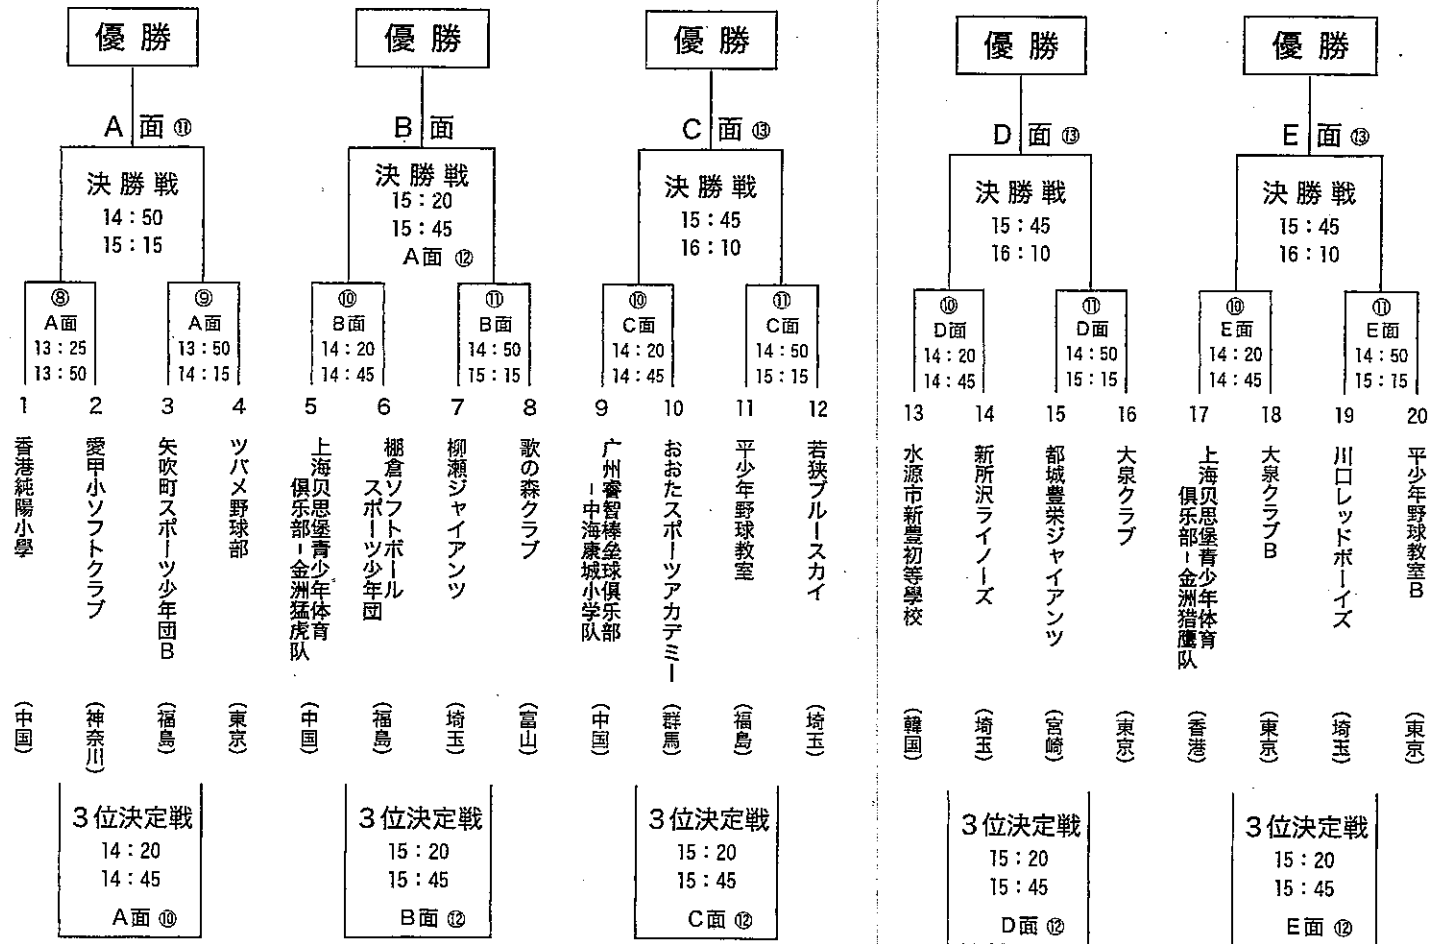 優勝
A面⑪
決勝戦
14:50
15:15
⑧
A面
13:25
13:50
⑨
A面
13:50
14:15
1
香港純陽小學
(中国)
2
愛甲小ソフトクラブ
(神奈川)
3
矢吹町スポーツ少年団B
(福島)
4
ツバメ野球部
(東京)
3位決定戦
14:20
14:45
A面⑩
優勝
B面
決勝戦
15:20
15:45
A面⑫
⑩
B面
14:20
14:45
⑪
B面
14:50
15:15
5
上海贝思堡青少年体育
俱乐部-金洲猛虎队
(中国)
6
棚倉ソフトボール
スポーツ少年団
(福島)
7
柳瀬ジャイアンツ
(埼玉)
8
歌の森クラブ
(富山)
3位決定戦
15:20
15:45
B面⑫
優勝
C面⑬
決勝戦
15:45
16:10
⑩
C面
14:20
14:45
⑪
C面
14:50
15:15
9
广州睿智棒垒球俱乐部
-中海康城小学队
(中国)
10
おおたスポーツアカデミー
(群馬)
11
平少年野球教室
(福島)
12
若狭ブルースカイ
(埼玉)
3位決定戦
15:20
15:45
C面⑫
優勝
D面⑬
決勝戦
15:45
16:10
⑩
D面
14:20
14:45
⑪
D面
14:50
15:15
13
水源市新豊初等學校
(韓国)
14
新所沢ライノーズ
(埼玉)
15
都城豊栄ジャイアンツ
(宮崎)
16
大泉クラブ
(東京)
3位決定戦
15:20
15:45
D面⑫
優勝
E面⑬
決勝戦
15:45
16:10
⑩
E面
14:20
14:45
⑪
E面
14:50
15:15
17
上海贝思堡青少年体育
俱乐部-金洲猎鹰队
(香港)
18
大泉クラブB
(東京)
19
川口レッドボーイズ
(埼玉)
20
平少年野球教室B
(東京)
3位決定戦
15:20
15:45
E面⑫